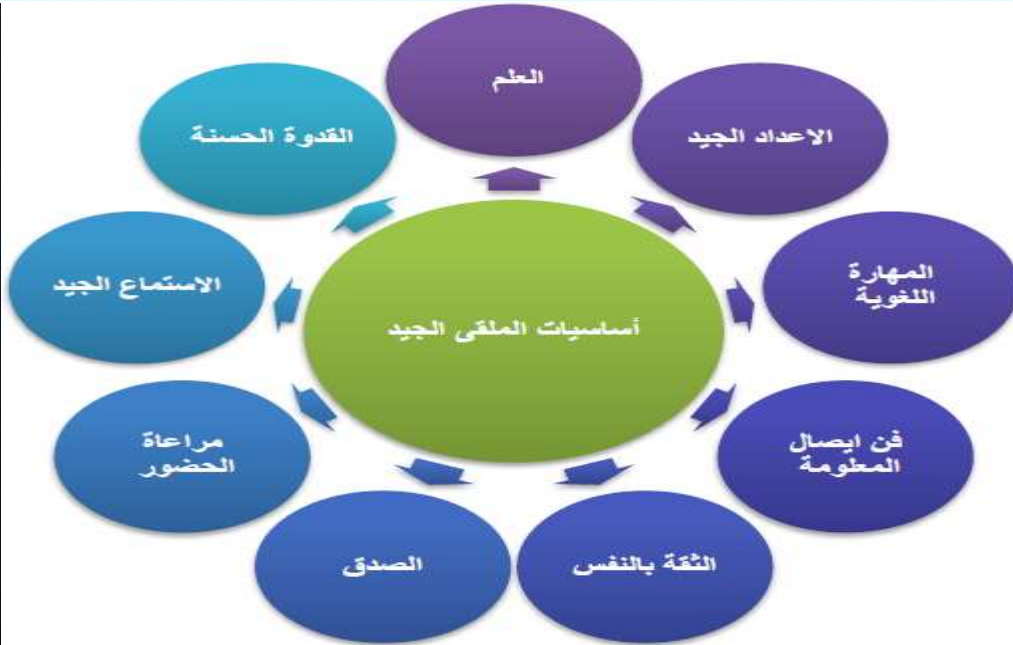 أساسيات الملقى الجيد
العلم
الاعداد الجيد
المهارة
اللغوية
فن ايصال
المعلومة
الثقة بالنفس
الصدق
مراعاة
الحضور
الاستماع الجيد
القدوة الحسنة